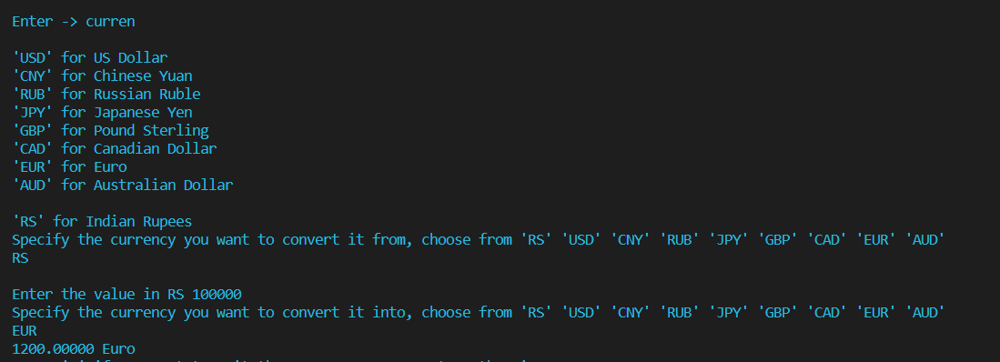 Enter -> curren
'USD' for US Dollar
'CNY' for Chinese Yuan
'RUB' for Russian Ruble
'JPY' for Japanese Yen
'GBP' for Pound Sterling
'CAD' for Canadian Dollar
'EUR' for Euro
'AUD' for Australian Dollar
'RS' for Indian Rupees
Specify the currency you want to convert it from, choose from 'RS' 'USD' 'CNY' 'RUB' 'JPY' 'GBP' 'CAD' 'EUR' 'AUD'
RS
Enter the value in RS 100000
Specify the currency you want to convert it into, choose from 'RS' 'USD' 'CNY' 'RUB' 'JPY' 'GBP' 'CAD' 'EUR' 'AUD'
EUR
1200.00000 Euro